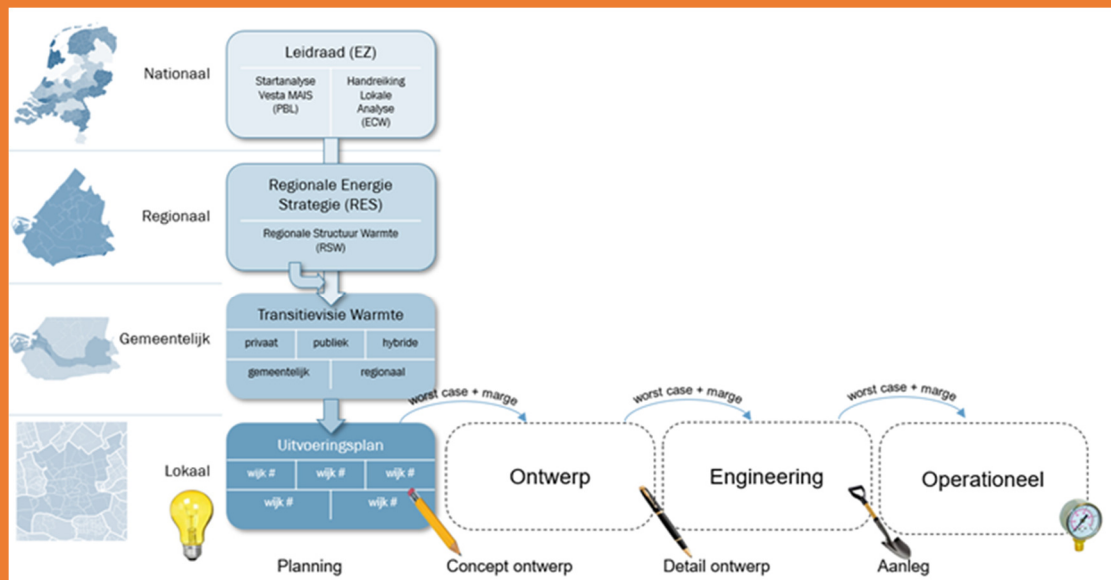 Nationaal
Leidraad (EZ)
Startanalyse
Vesta MAIS
(PBL)
Handreiking
Lokale
Analyse
(ECW)
Regionaal
Regionale Energie
Strategie (RES)
Regionale Structuur Warmte
(RSW)
Gemeentelijk
Transitievisie Warmte
privaat
publiek
hybride
gemeentelijk
regionaal
worst case + marge
worst case + marge
worst case + marge
Lokaal
Uitvoeringsplan
wijk #
wijk #
wijk #
wijk #
wijk #
Ontwerp
Engineering
Operationeel
Planning
Concept ontwerp
Detail ontwerp
Aanleg